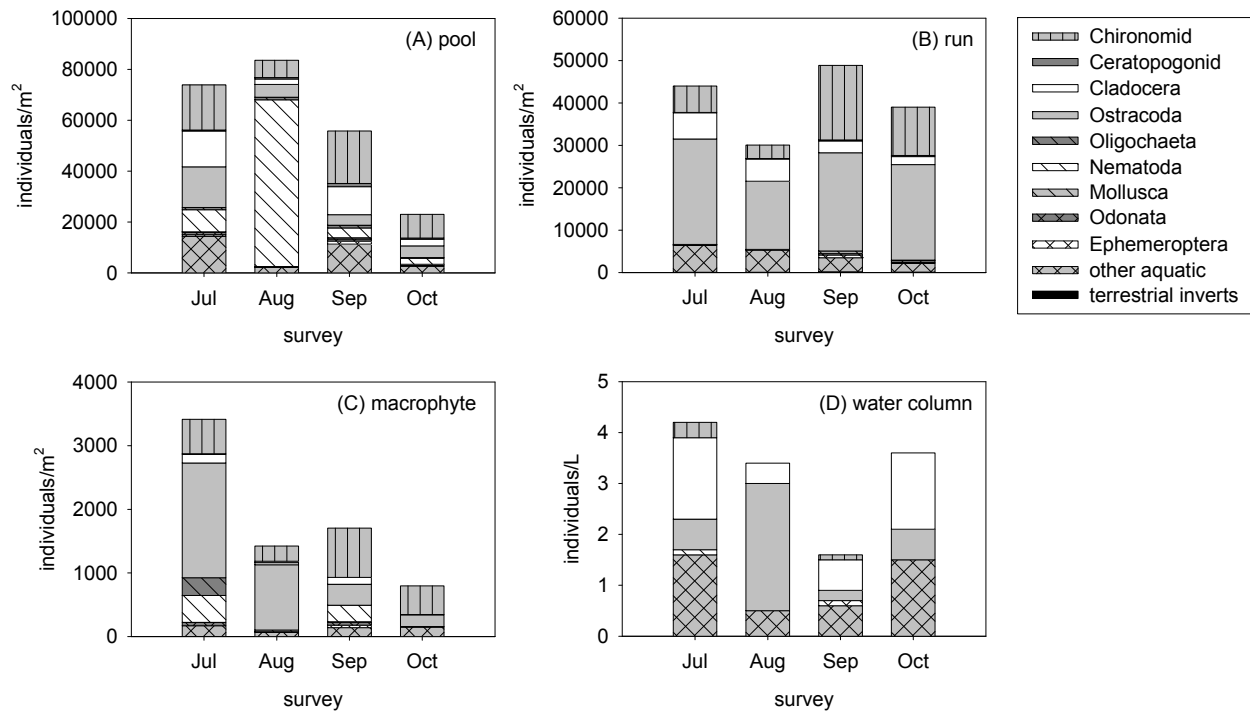 (A) pool
individuals/m²
100000
80000
60000
40000
20000
0
Jul Aug Sep Oct
survey
(B) run
individuals/m²
60000
50000
40000
30000
20000
10000
0
Jul Aug Sep Oct
survey
Chironomid
Ceratopogonid
Cladocera
Ostracoda
Oligochaeta
Nematoda
Mollusca
Odonata
Ephemeroptera
other aquatic
terrestrial inverts
(C) macrophyte
individuals/m²
4000
3000
2000
1000
0
Jul Aug Sep Oct
survey
(D) water column
individuals/L
5
4
3
2
1
0
Jul Aug Sep Oct
survey